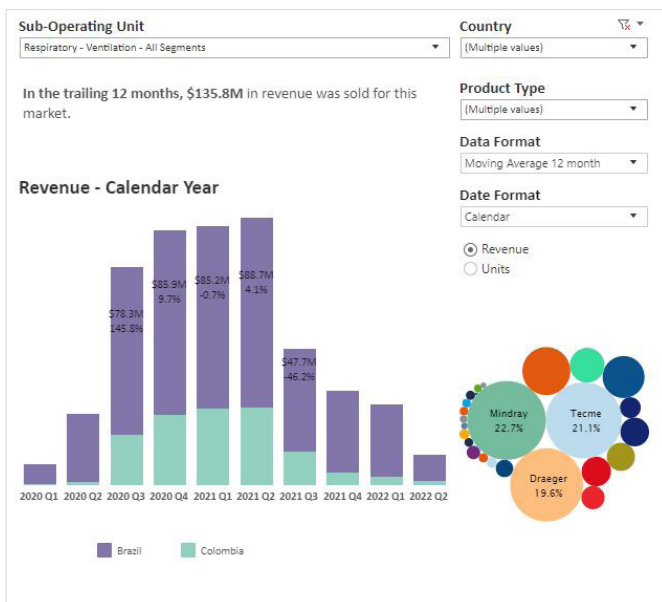 Sub-Operating Unit
Respiratory - Ventilation - All Segments
Country
(Multiple values)
In the trailing 12 months, $135.8M in revenue was sold for this
market.
Product Type
(Multiple values)
Data Format
Moving Average 12 month
Date Format
Calendar
Revenue
Units
Revenue - Calendar Year
$78.3M
145.8%
$85.9M
9.7%
$85.2M
-0.7%
$88.7M
4.1%
$47.7M
-46.2%
2020 Q1 2020 Q2 2020 Q3 2020 Q4 2021 Q1 2021 Q2 2021 Q3 2021 Q4 2022 Q1 2022 Q2
Brazil
Colombia
Mindray
22.7%
Tecme
21.1%
Draeger
19.6%